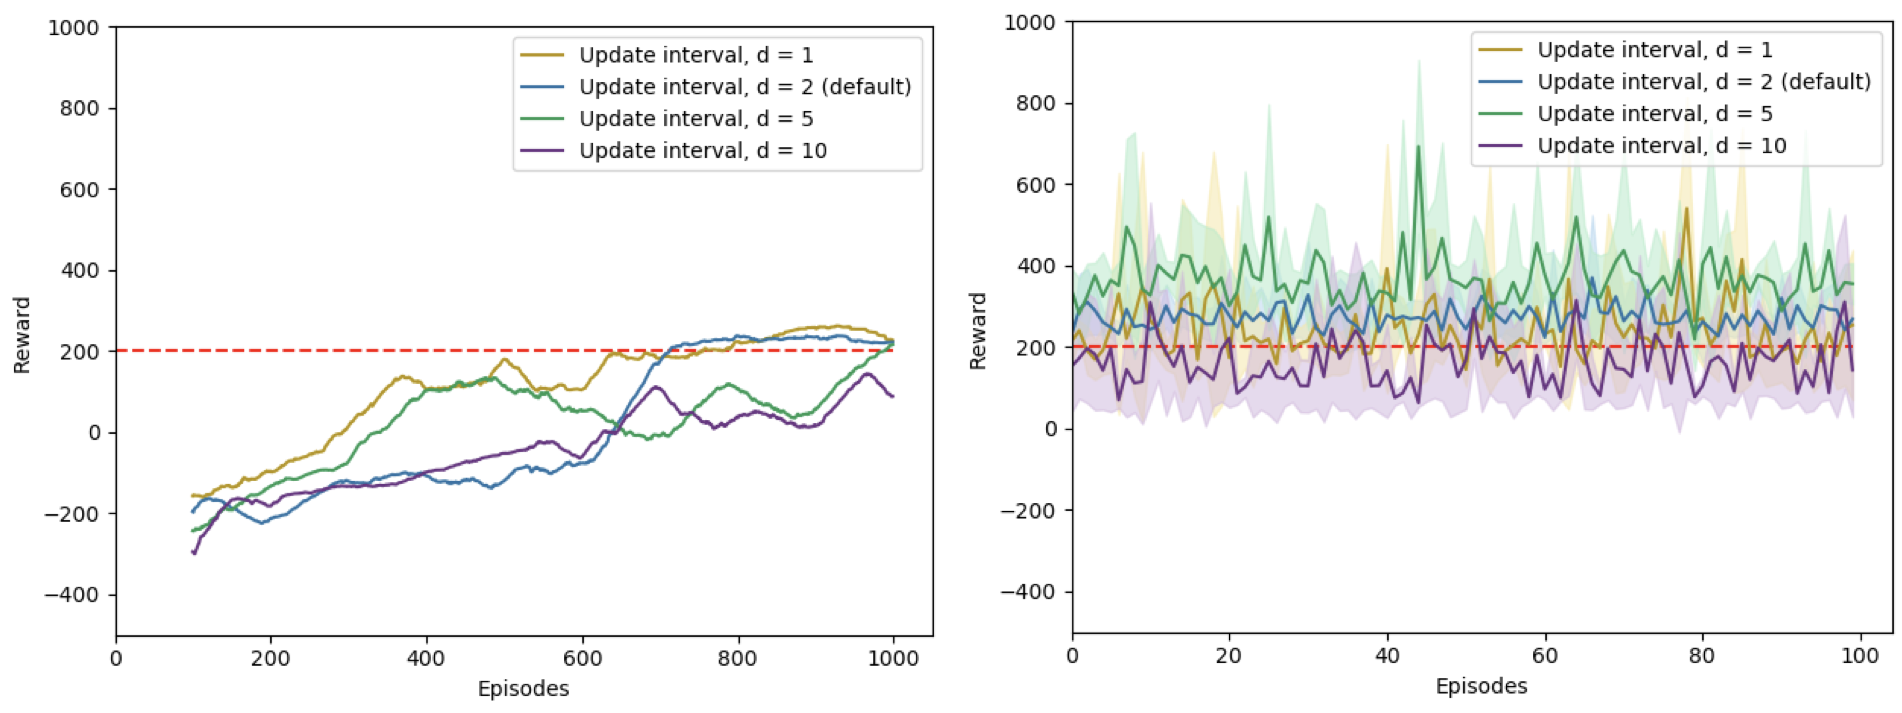 1000
800
600
400
200
0
−200
−400
Reward
0
200
400
600
800
1000
Episodes
Update interval, d = 1
Update interval, d = 2 (default)
Update interval, d = 5
Update interval, d = 10
1000
800
600
400
200
0
−200
−400
Reward
0
20
40
60
80
100
Episodes
Update interval, d = 1
Update interval, d = 2 (default)
Update interval, d = 5
Update interval, d = 10